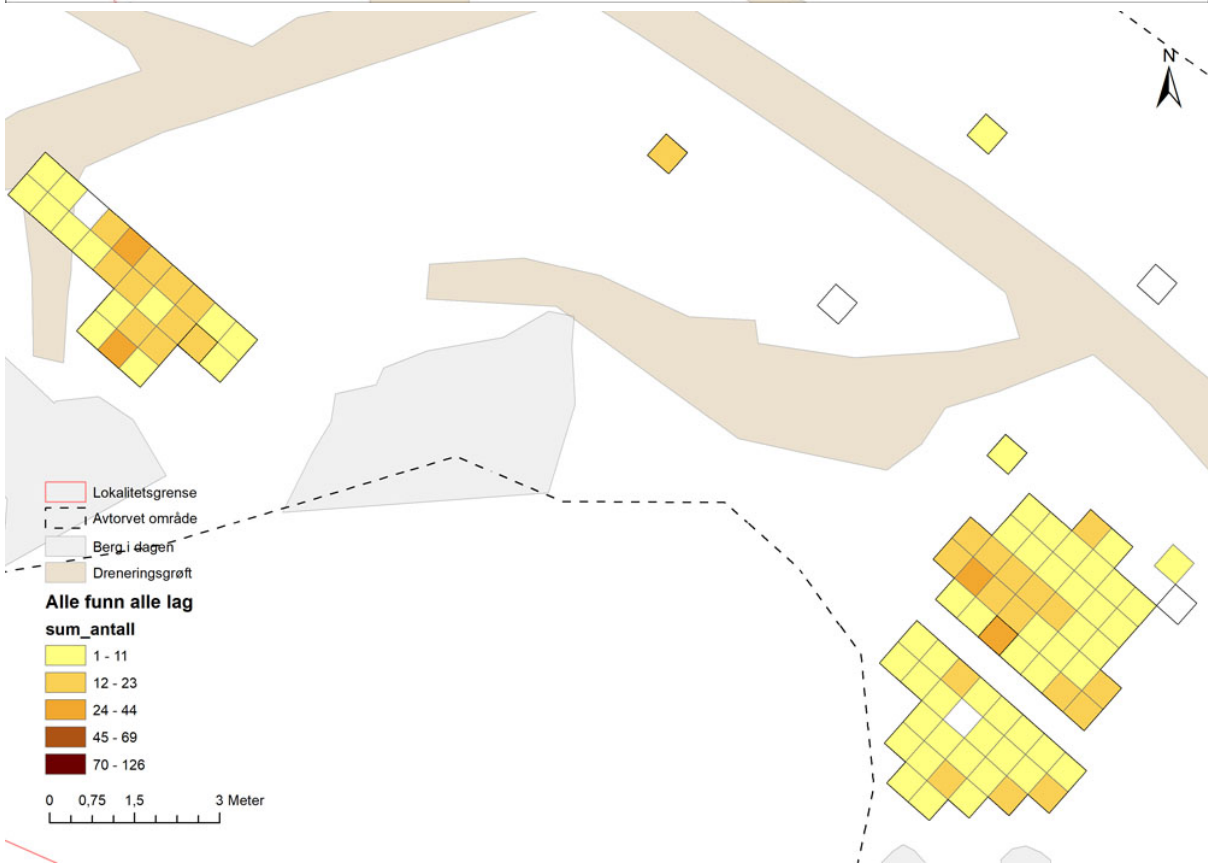 N
Lokalitetsgrense
Avtorvet område
Berg i dagen
Dreneringsgrøft
Alle funn alle lag
sum_antall
1 - 11
12 - 23
24 - 44
45 - 69
70 - 126
0 0,75 1,5 3 Meter